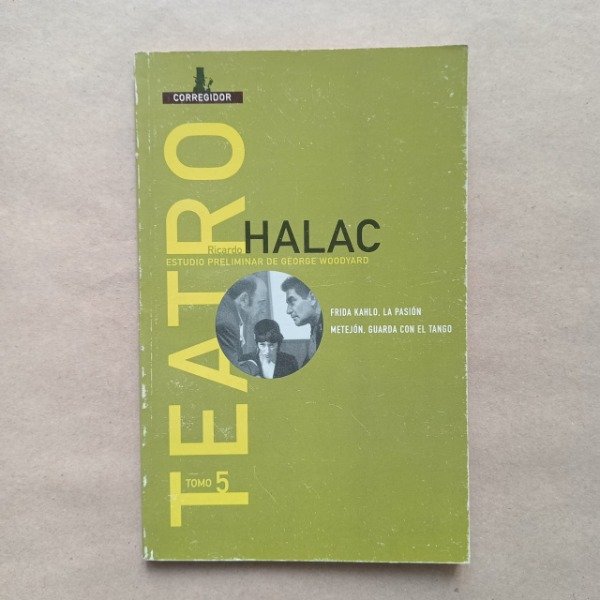 CORREGIDOR
TEATRO
Ricardo HALAC
ESTUDIO PRELIMINAR DE GEORGE WOODYARD
FRIDA KAHLO, LA PASIÓN
METEJÓN, GUARDA CON EL TANGO
TOMO 5